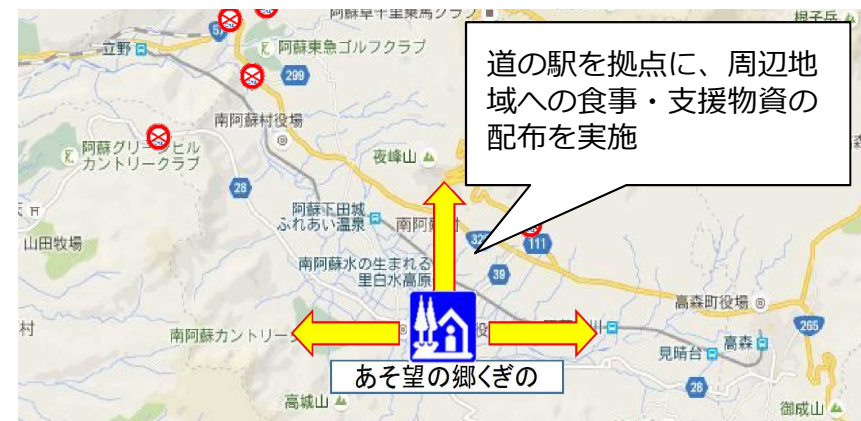 阿蘇草千里乗馬クラブ
根子岳
57
立野
阿蘇東急ゴルフクラブ
299
道の駅を拠点に、周辺地
域への食事・支援物資の
配布を実施
南阿蘇村役場
阿蘇グリーンヒル
カントリークラブ
夜峰山
28
阿蘇下田城
ふれあい温泉
南阿
山田牧場
111
南阿蘇水の生まれる
里白水高原
39
高森町役場
村
南阿蘇カントリー
川
265
見晴台
高森
あそ望の郷くぎの
28
高城山
御成山